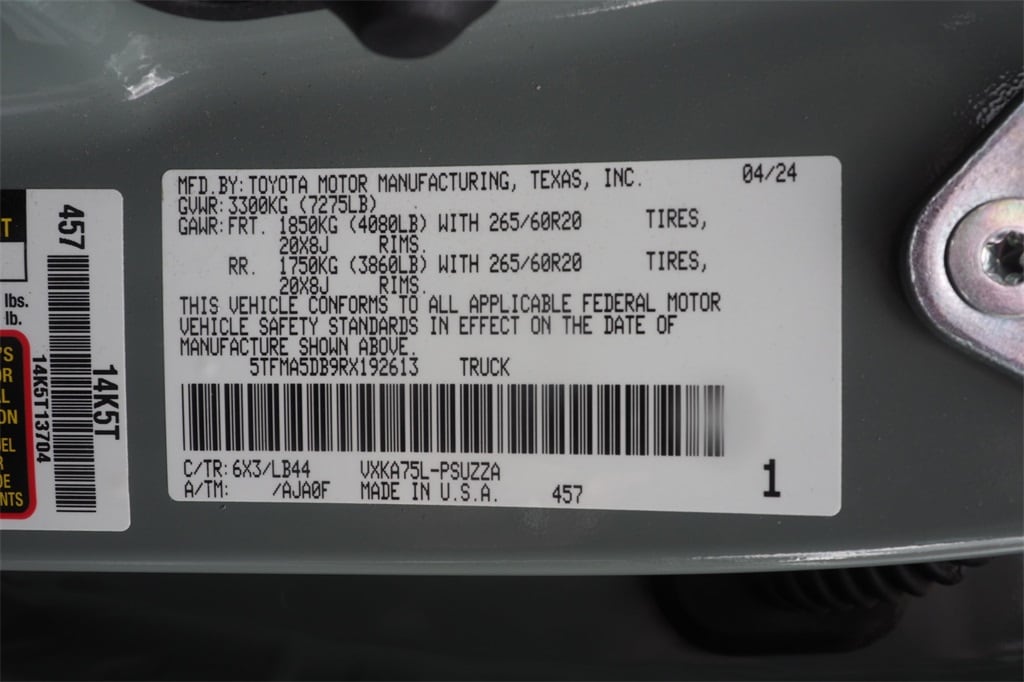 MFD.BY: TOYOTA MOTOR MANUFACTURING, TEXAS, INC. 04/24
GVWR: 3300KG (7275LB)
GAWR: FRT. 1850KG (4080LB) WITH 265/60R20 TIRES,
20X8J RIMS.
RR. 1750KG (3860LB) WITH 265/60R20 TIRES,
20X8J RIMS.
THIS VEHICLE CONFORMS TO ALL APPLICABLE FEDERAL MOTOR
VEHICLE SAFETY STANDARDS IN EFFECT ON THE DATE OF
MANUFACTURE SHOWN ABOVE.
5TFMA5DB9RX192613 TRUCK
C/TR: 6X3/LB44 VXKA75L-PSUZZA
A/TM: /AJA0F MADE IN U.S.A. 457 1
457
14K5T
14K5T13704
lbs.
lb.